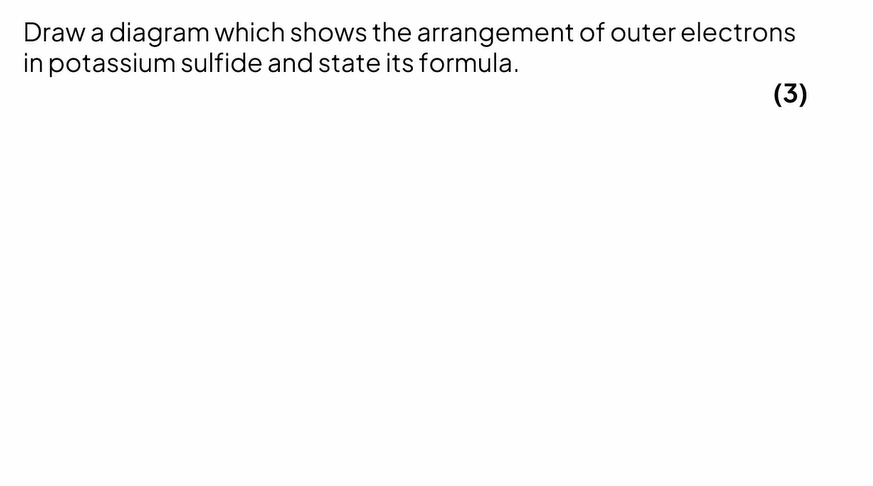 Draw a diagram which shows the arrangement of outer electrons
in potassium sulfide and state its formula.
(3)